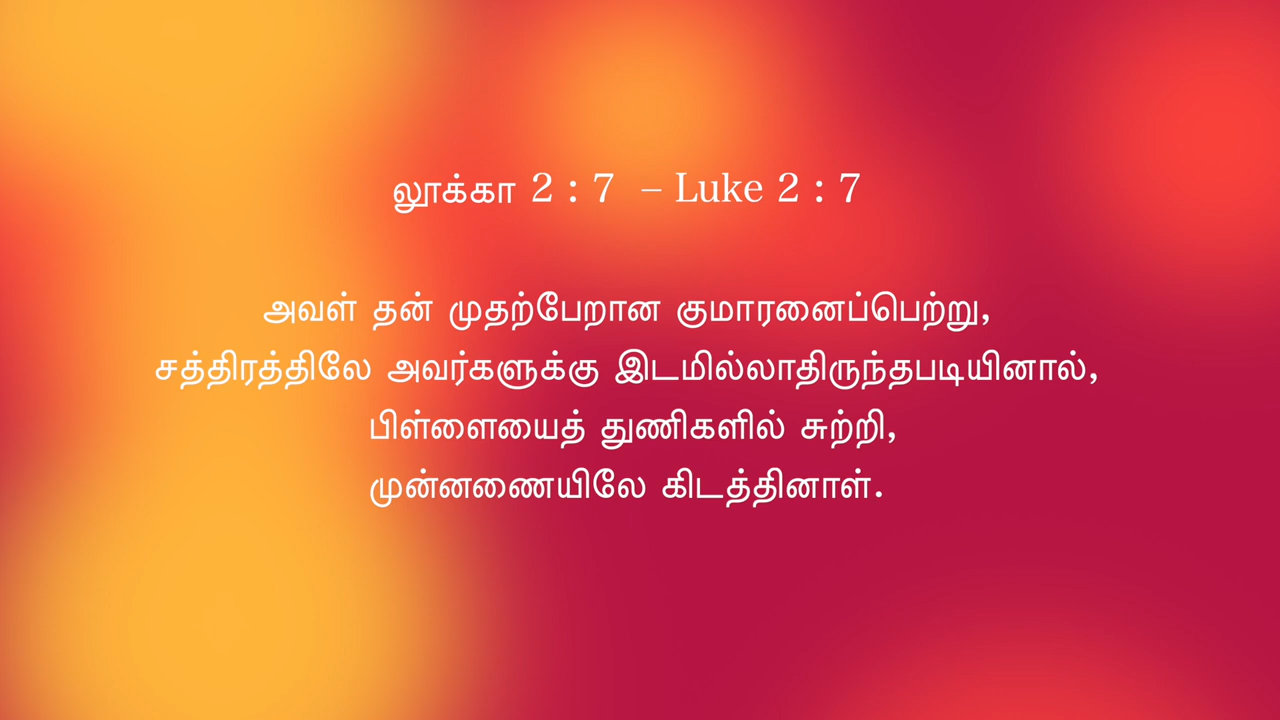 லூக்கா 2 : 7 – Luke 2 : 7
அவள் தன் முதற்பேறான குமாரனைப்பெற்று,
சத்திரத்திலே அவர்களுக்கு இடமில்லாதிருந்தபடியினால்,
பிள்ளையைத் துணிகளில் சுற்றி,
முன்னணையிலே கிடத்தினாள்.